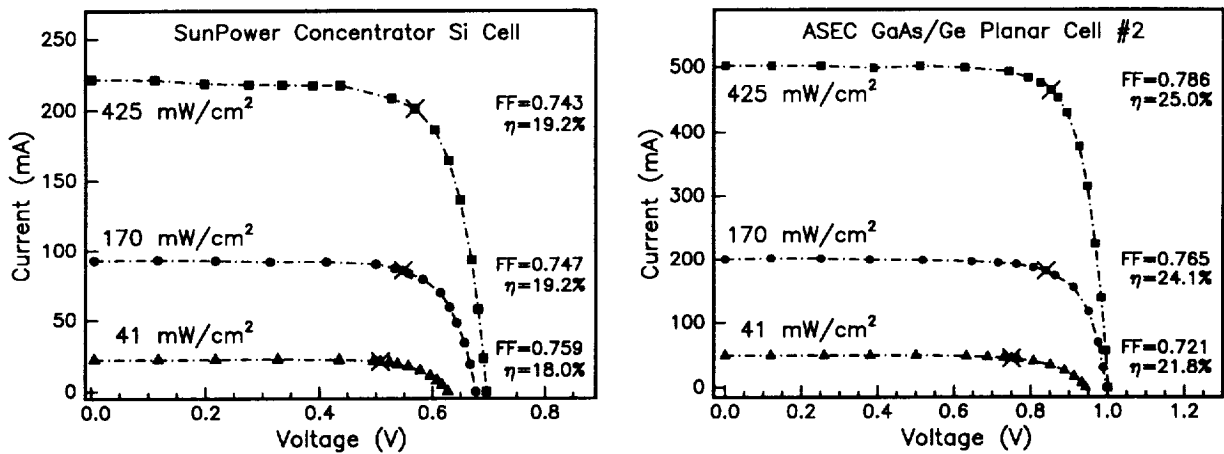 SunPower Concentrator Si Cell
250
200
150
100
50
0
Current (mA)
425 mW/cm²
FF=0.743
η=19.2%
170 mW/cm²
FF=0.747
η=19.2%
41 mW/cm²
FF=0.759
η=18.0%
0.0 0.2 0.4 0.6 0.8
Voltage (V)
ASEC GaAs/Ge Planar Cell #2
500
400
300
200
100
0
Current (mA)
425 mW/cm²
FF=0.786
η=25.0%
170 mW/cm²
FF=0.765
η=24.1%
41 mW/cm²
FF=0.721
η=21.8%
0.0 0.2 0.4 0.6 0.8 1.0 1.2
Voltage (V)